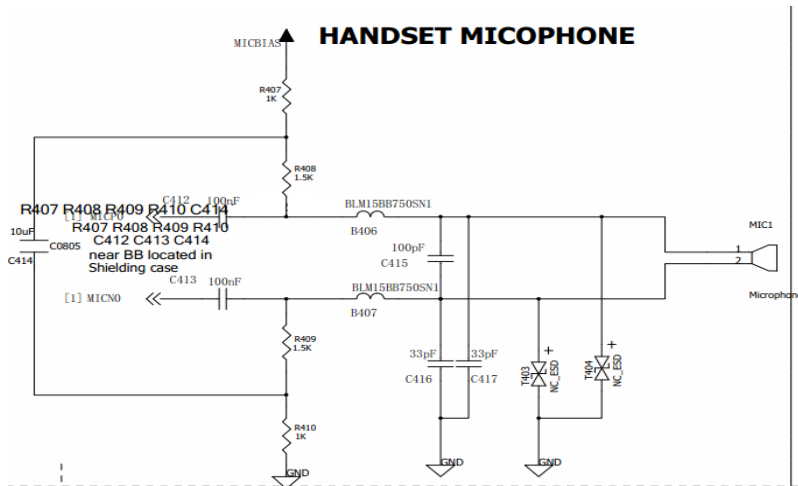 HANDSET MICOPHONE
MICBIAS
R407
1K
R408
1.5K
C412
100nF
BLM15BB750SN1
R407 R408 R409 R410 C414
[1] MICP0
R407 R408 R409 R410
C412 C413 C414
near BB located in
Shielding case
10uF
C0805
C414
B406
MIC1
100pF
C415
1
2
C413
100nF
BLM15BB750SN1
[1] MICN0
B407
Microphone
R409
1.5K
33pF
33pF
C416
C417
+
T403
NC_ESD
+
T404
NC_ESD
R410
1K
GND
GND
GND